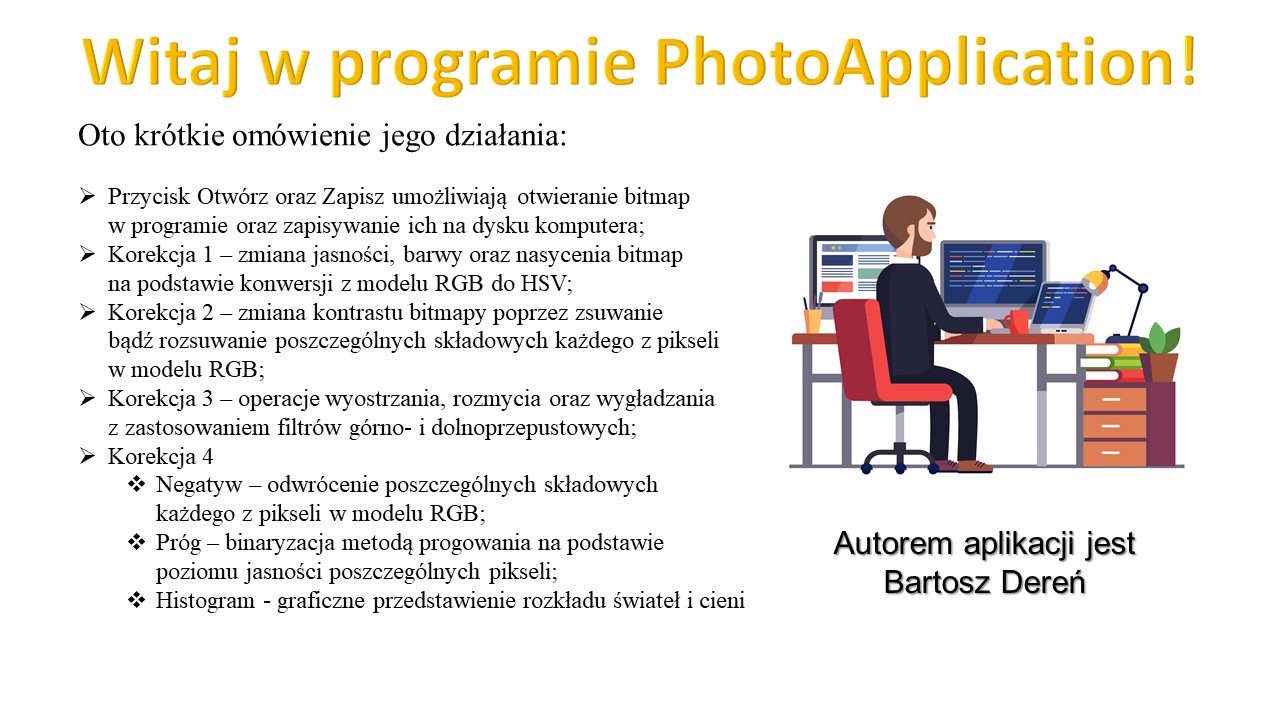 Witaj w programie PhotoApplication!
Oto krótkie omówienie jego działania:
➢ Przycisk Otwórz oraz Zapisz umożliwiają otwieranie bitmap
w programie oraz zapisywanie ich na dysku komputera;
➢ Korekcja 1 – zmiana jasności, barwy oraz nasycenia bitmap
na podstawie konwersji z modelu RGB do HSV;
➢ Korekcja 2 – zmiana kontrastu bitmapy poprzez zsuwanie
bądź rozsuwanie poszczególnych składowych każdego z pikseli
w modelu RGB;
➢ Korekcja 3 – operacje wyostrzania, rozmycia oraz wygładzania
z zastosowaniem filtrów górno- i dolnoprzepustowych;
➢ Korekcja 4
❖ Negatyw – odwrócenie poszczególnych składowych
każdego z pikseli w modelu RGB;
❖ Próg – binaryzacja metodą progowania na podstawie
poziomu jasności poszczególnych pikseli;
❖ Histogram - graficzne przedstawienie rozkładu świateł i cieni
Autorem aplikacji jest
Bartosz Dereń